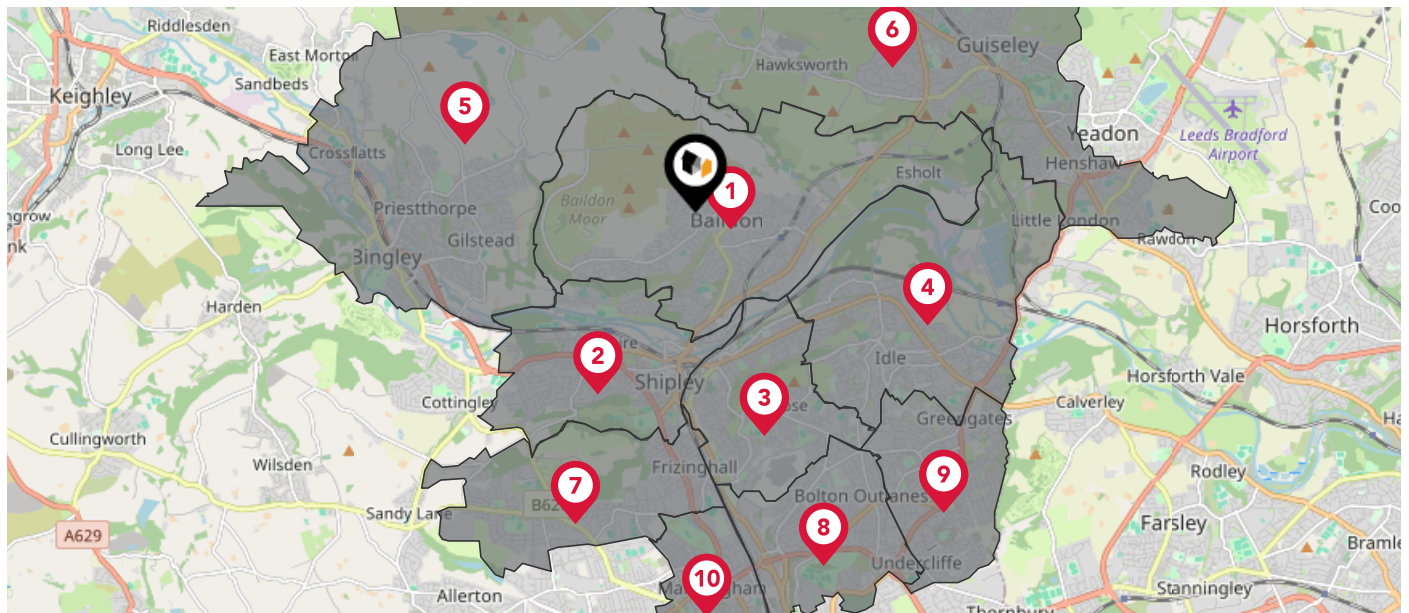 Riddlesden
6
Guiseley
East Morton
Hawksworth
Sandbeds
Keighley
5
Yeadon
Leeds Bradford
Airport
Long Lee
Crossflatts
Henshaw
Esholt
1
Baildon
Moor
Priestthorpe
Baildon
Little London
Rawdon
Gilstead
Bingley
4
Harden
Horsforth
2
Idle
Shipley
Horsforth Vale
3
Cottingley
Calverley
Greengates
Cullingworth
Wilsden
Frizinghall
9
Rodley
7
Bolton Outlanes
Sandy Lane
8
Farsley
A629
Undercliffe
10
Stanningley
Allerton
Thornbury